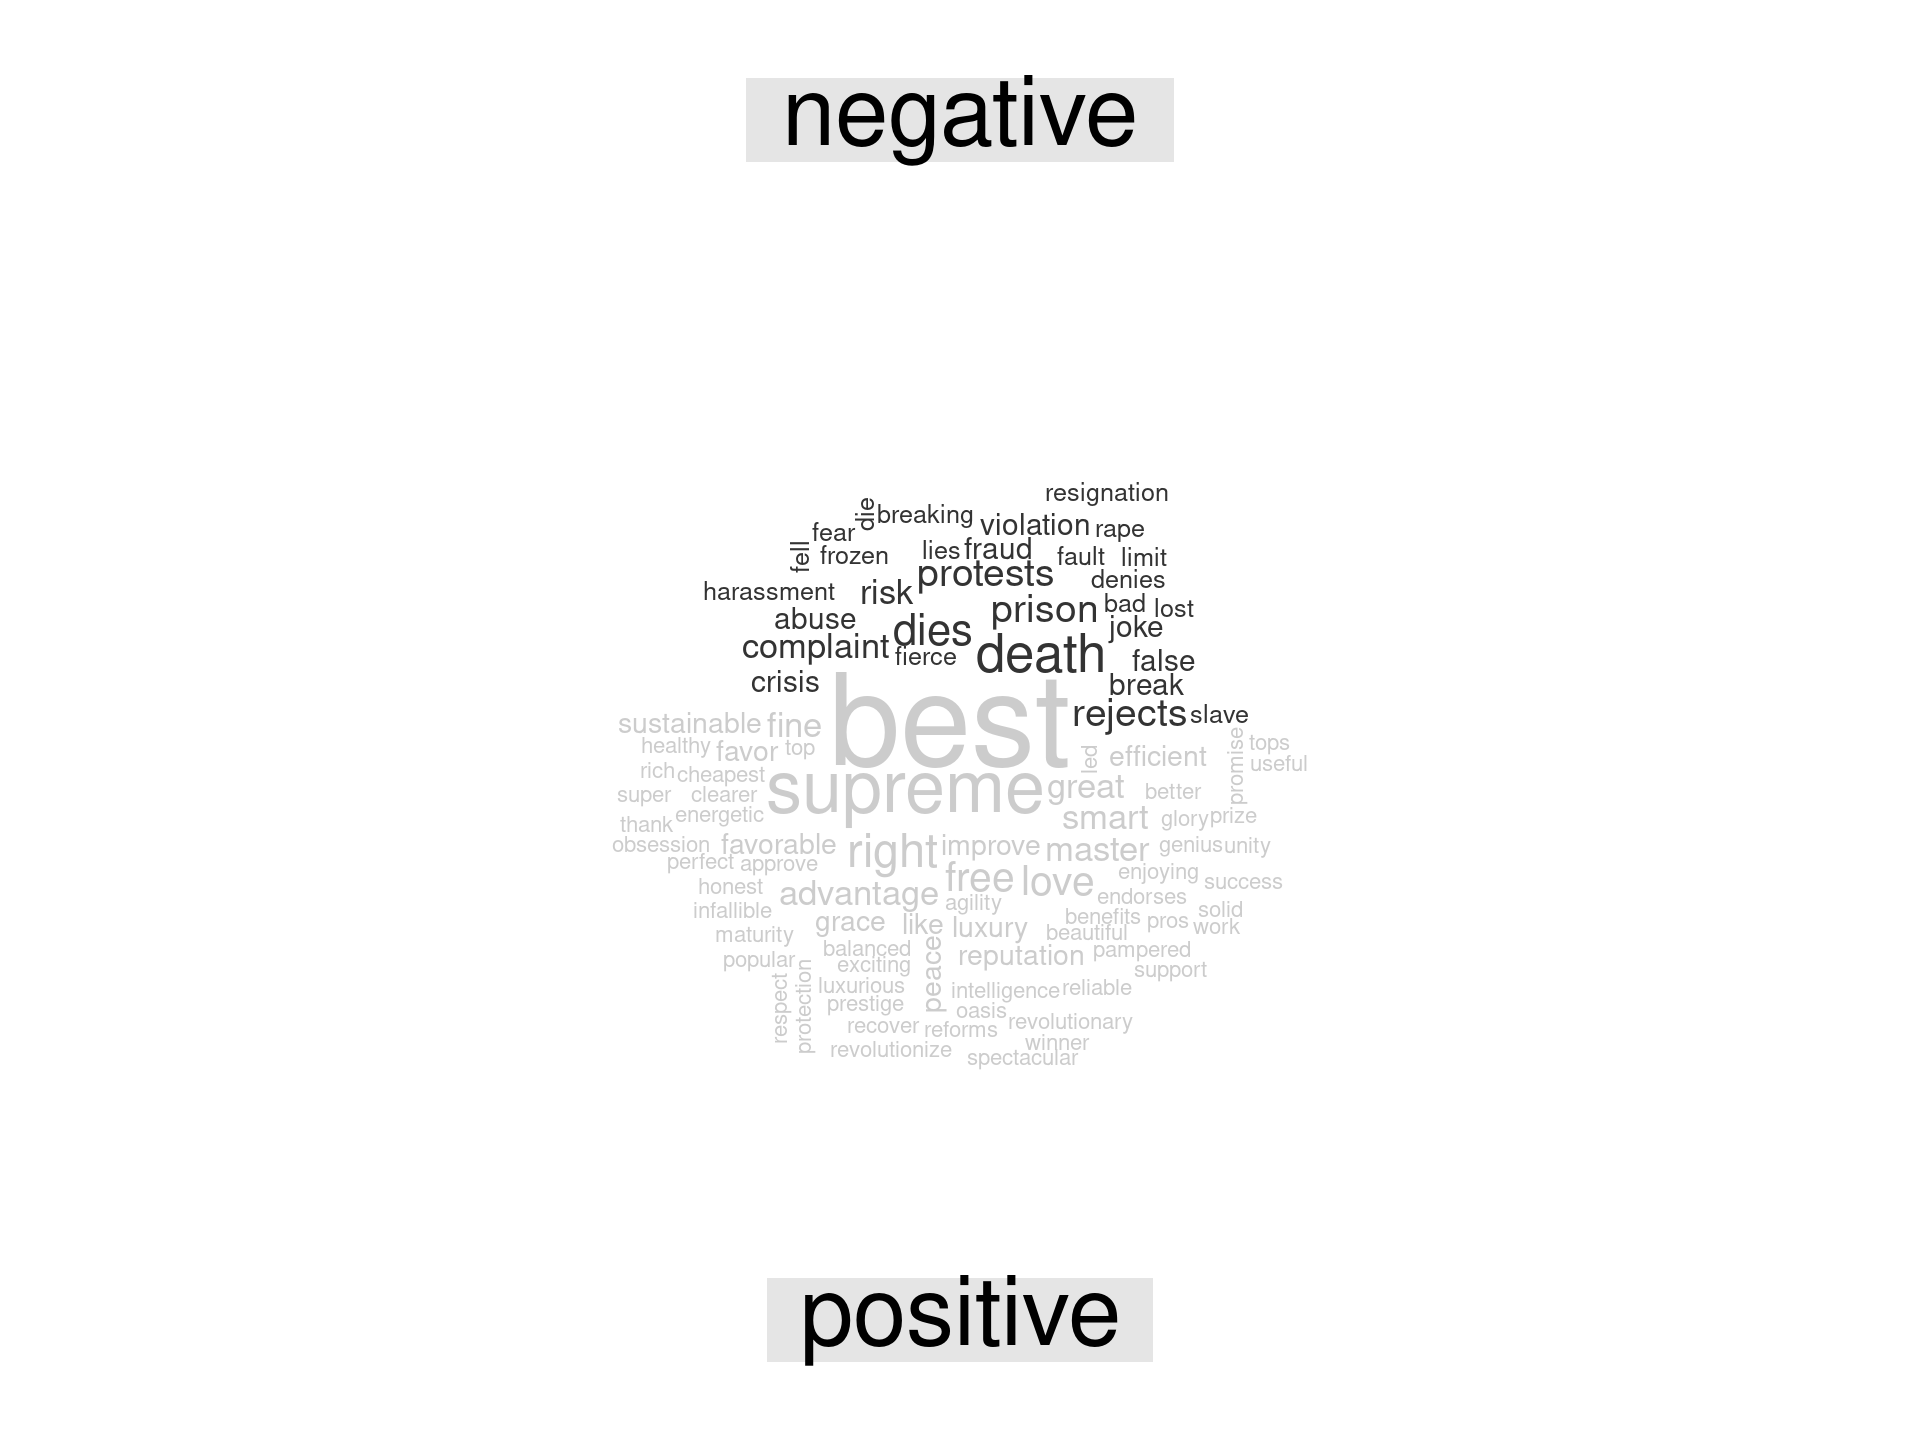 negative
resignation
die breaking
fear violation rape
fell frozen lies fraud fault limit
harassment risk protests denies
abuse prison bad lost
complaint dies joke
fierce death false
crisis break
best rejects slave
sustainable fine
healthy favor top led efficient promise tops
rich cheapest useful
super clearer supreme great better
thank energetic smart glory prize
obsession favorable right improve master genius unity
perfect approve free love enjoying success
honest advantage agility endorses
infallible grace like luxury benefits pros solid
maturity beautiful work
popular balanced peace reputation pampered
exciting support
respect protection luxurious intelligence reliable
prestige oasis
recover reforms revolutionary
revolutionize winner
spectacular
positive